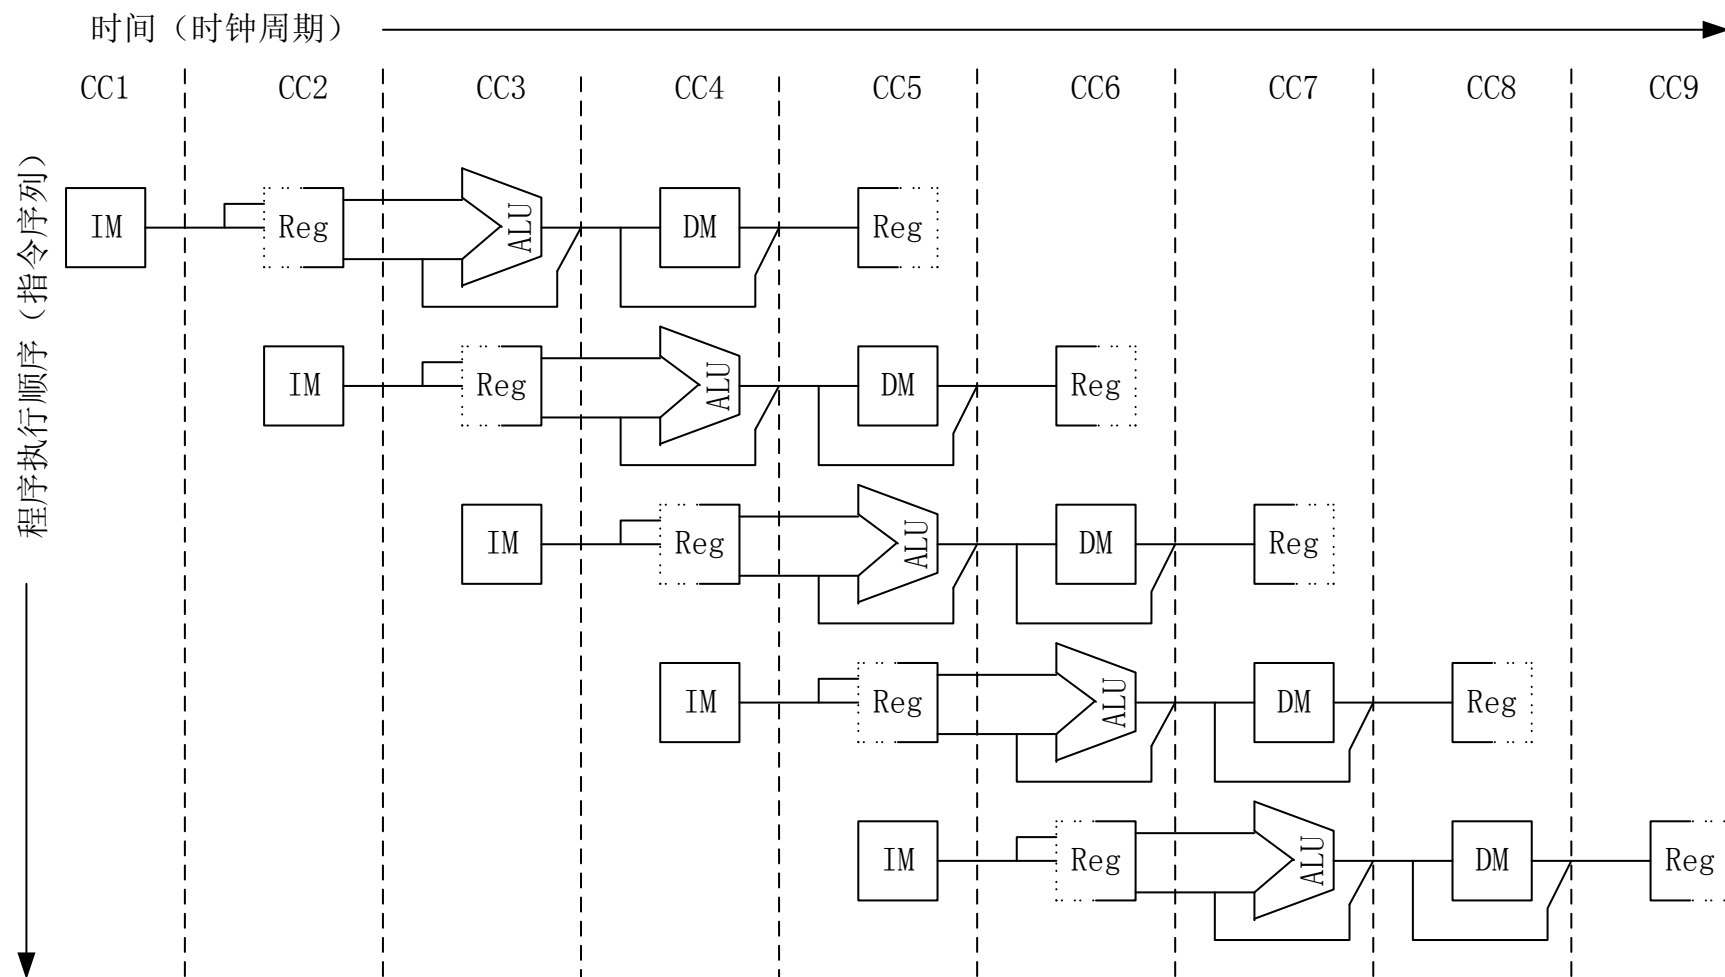 时间（时钟周期）
CC1 CC2 CC3 CC4 CC5 CC6 CC7 CC8 CC9
程序执行顺序（指令序列）
IM Reg ALU DM Reg
IM Reg ALU DM Reg
IM Reg ALU DM Reg
IM Reg ALU DM Reg
IM Reg ALU DM Reg